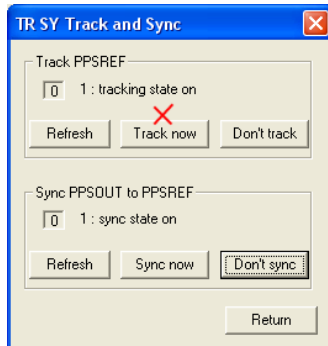 TR SY Track and Sync
Track PPSREF
0 1 : tracking state on
Refresh Track now Don't track
Sync PPSOUT to PPSREF
0 1 : sync state on
Refresh Sync now Don't sync
Return